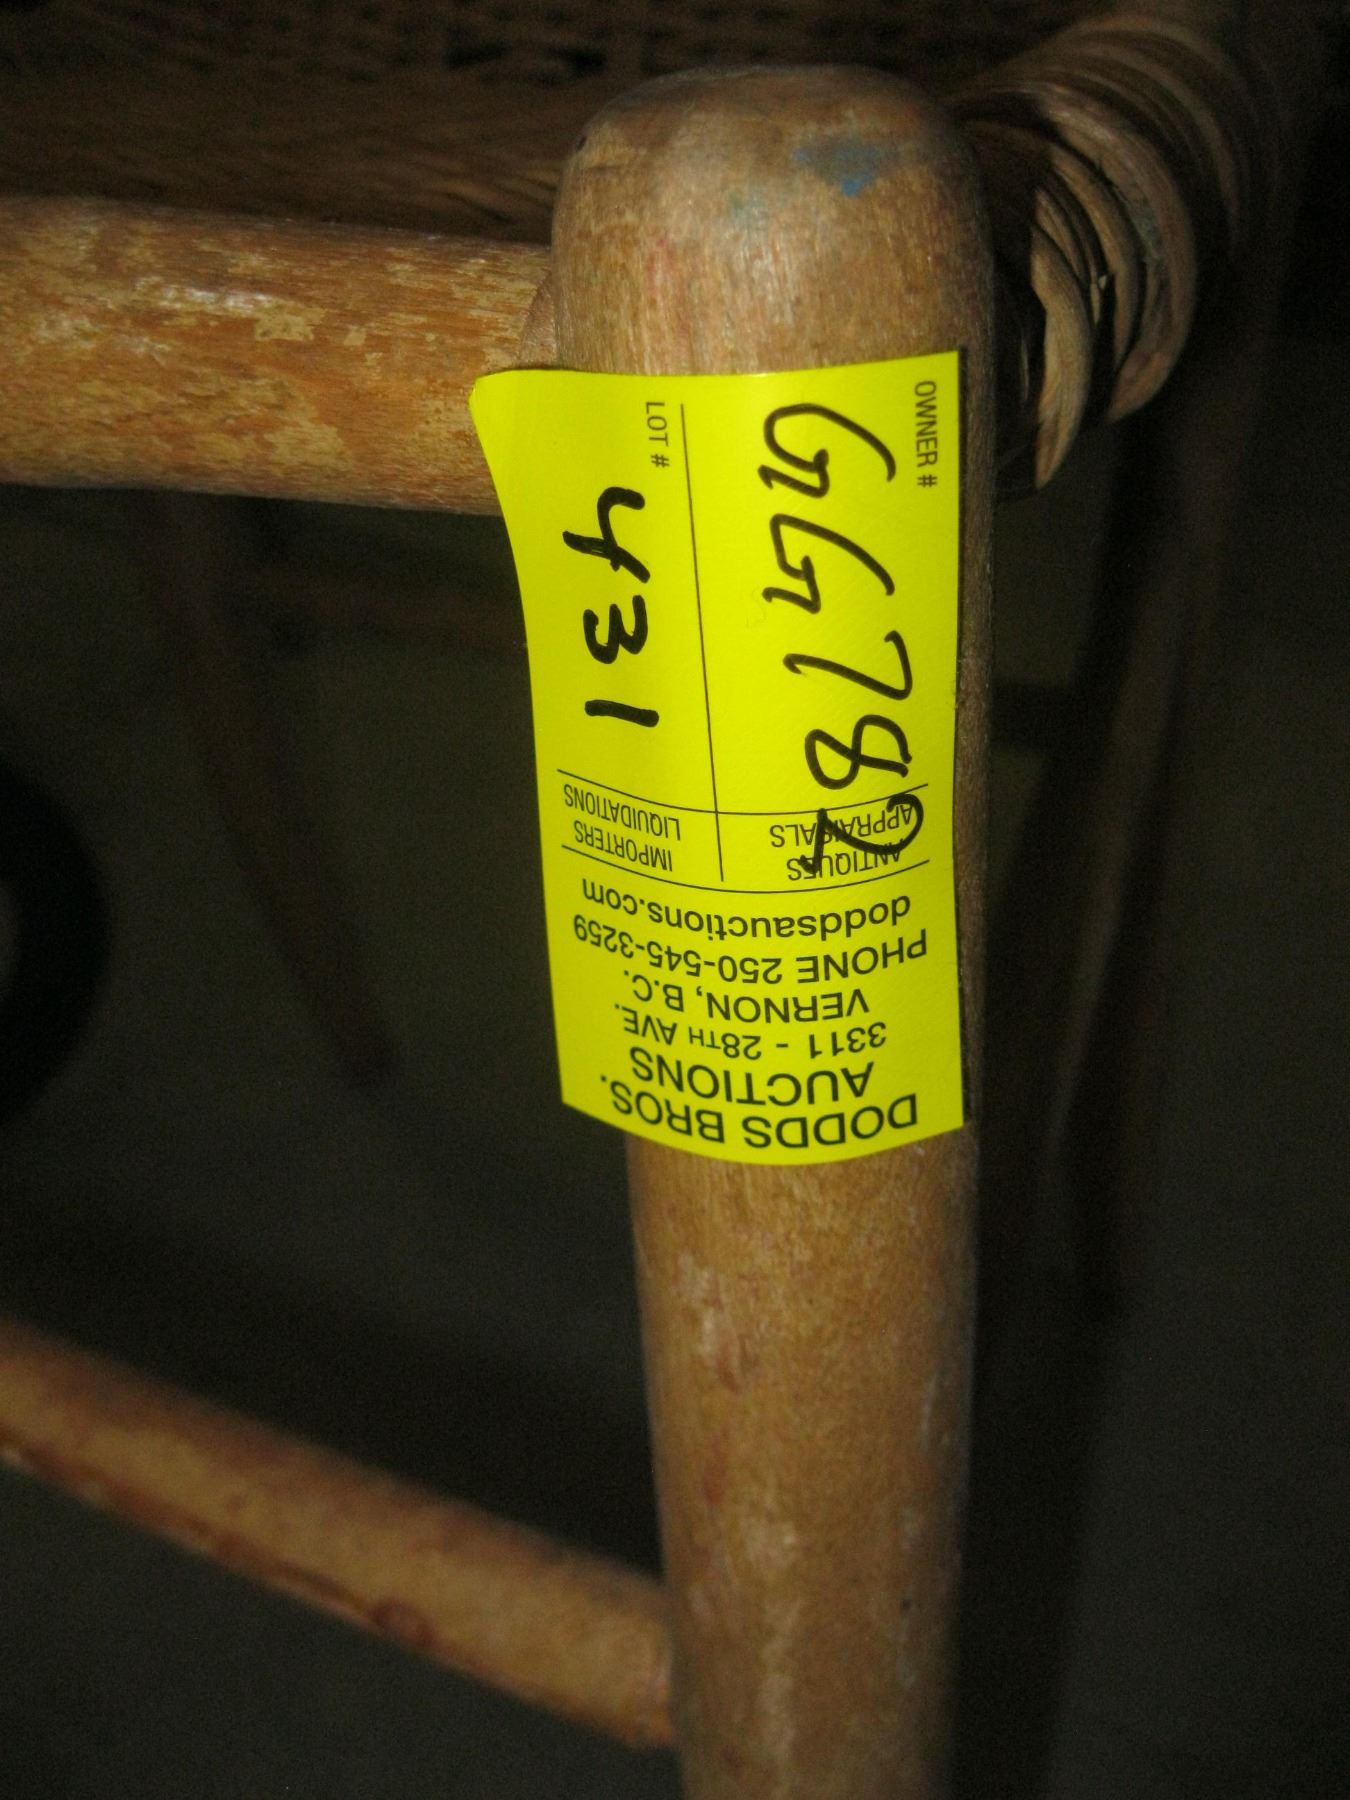 DODDS BROS.
AUCTIONS
3311 - 28TH AVE.
VERNON, B.C.
PHONE 250-545-3259
doddsauctions.com
ANTIQUES
APPRAISALS
IMPORTERS
LIQUIDATIONS
OWNER #
GG782
LOT #
431